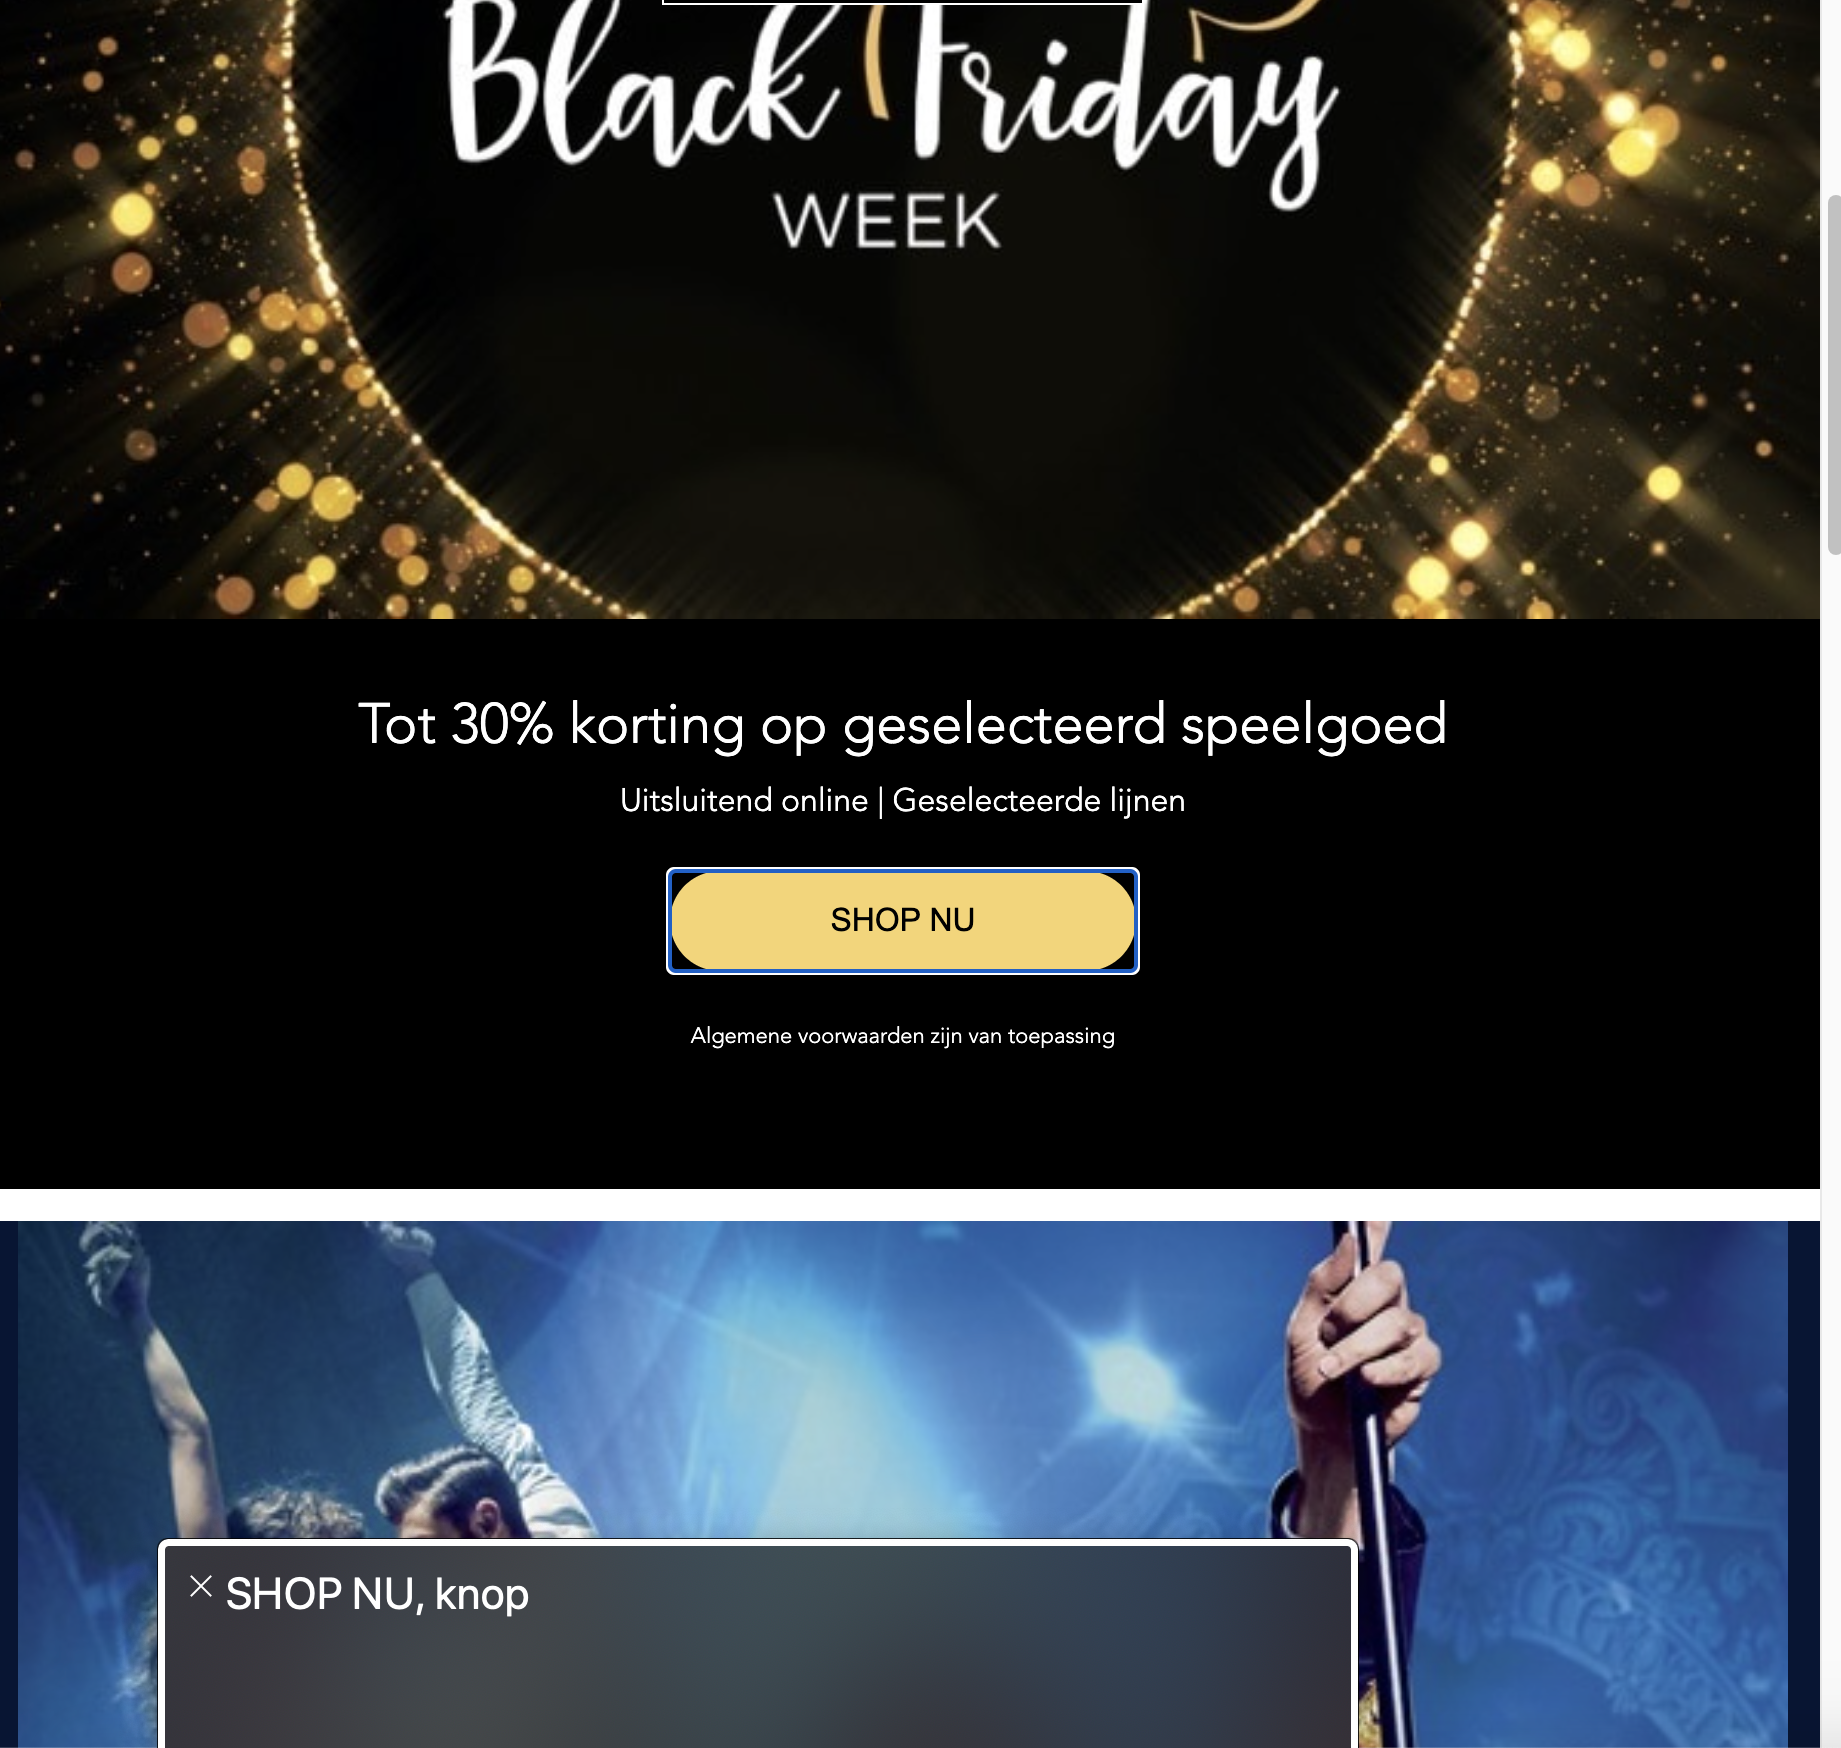 Black Friday
WEEK
Tot 30% korting op geselecteerd speelgoed
Uitsluitend online | Geselecteerde lijnen
SHOP NU
Algemene voorwaarden zijn van toepassing
SHOP NU, knop